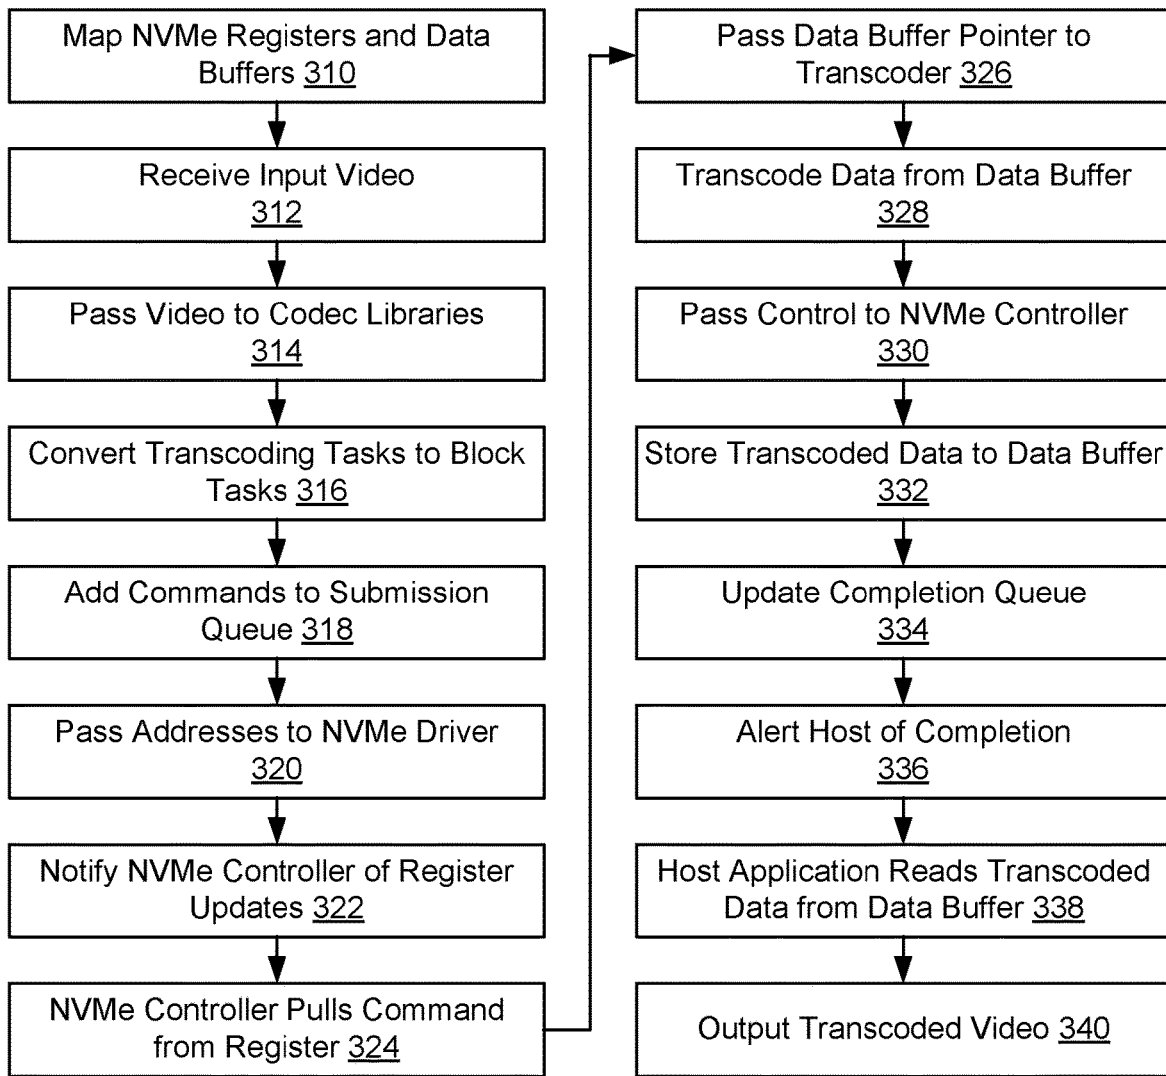 Map NVMe Registers and Data
Buffers 310
Receive Input Video
312
Pass Video to Codec Libraries
314
Convert Transcoding Tasks to Block
Tasks 316
Add Commands to Submission
Queue 318
Pass Addresses to NVMe Driver
320
Notify NVMe Controller of Register
Updates 322
NVMe Controller Pulls Command
from Register 324
Pass Data Buffer Pointer to
Transcoder 326
Transcode Data from Data Buffer
328
Pass Control to NVMe Controller
330
Store Transcoded Data to Data Buffer
332
Update Completion Queue
334
Alert Host of Completion
336
Host Application Reads Transcoded
Data from Data Buffer 338
Output Transcoded Video 340